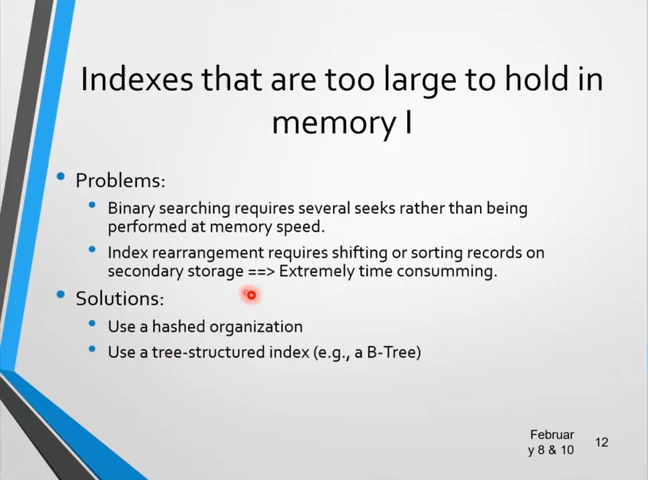 Indexes that are too large to hold in
memory I
Problems:
Binary searching requires several seeks rather than being
performed at memory speed.
Index rearrangement requires shifting or sorting records on
secondary storage ==> Extremely time consumming.
Solutions:
Use a hashed organization
Use a tree-structured index (e.g., a B-Tree)
Februar
y 8 & 10
12